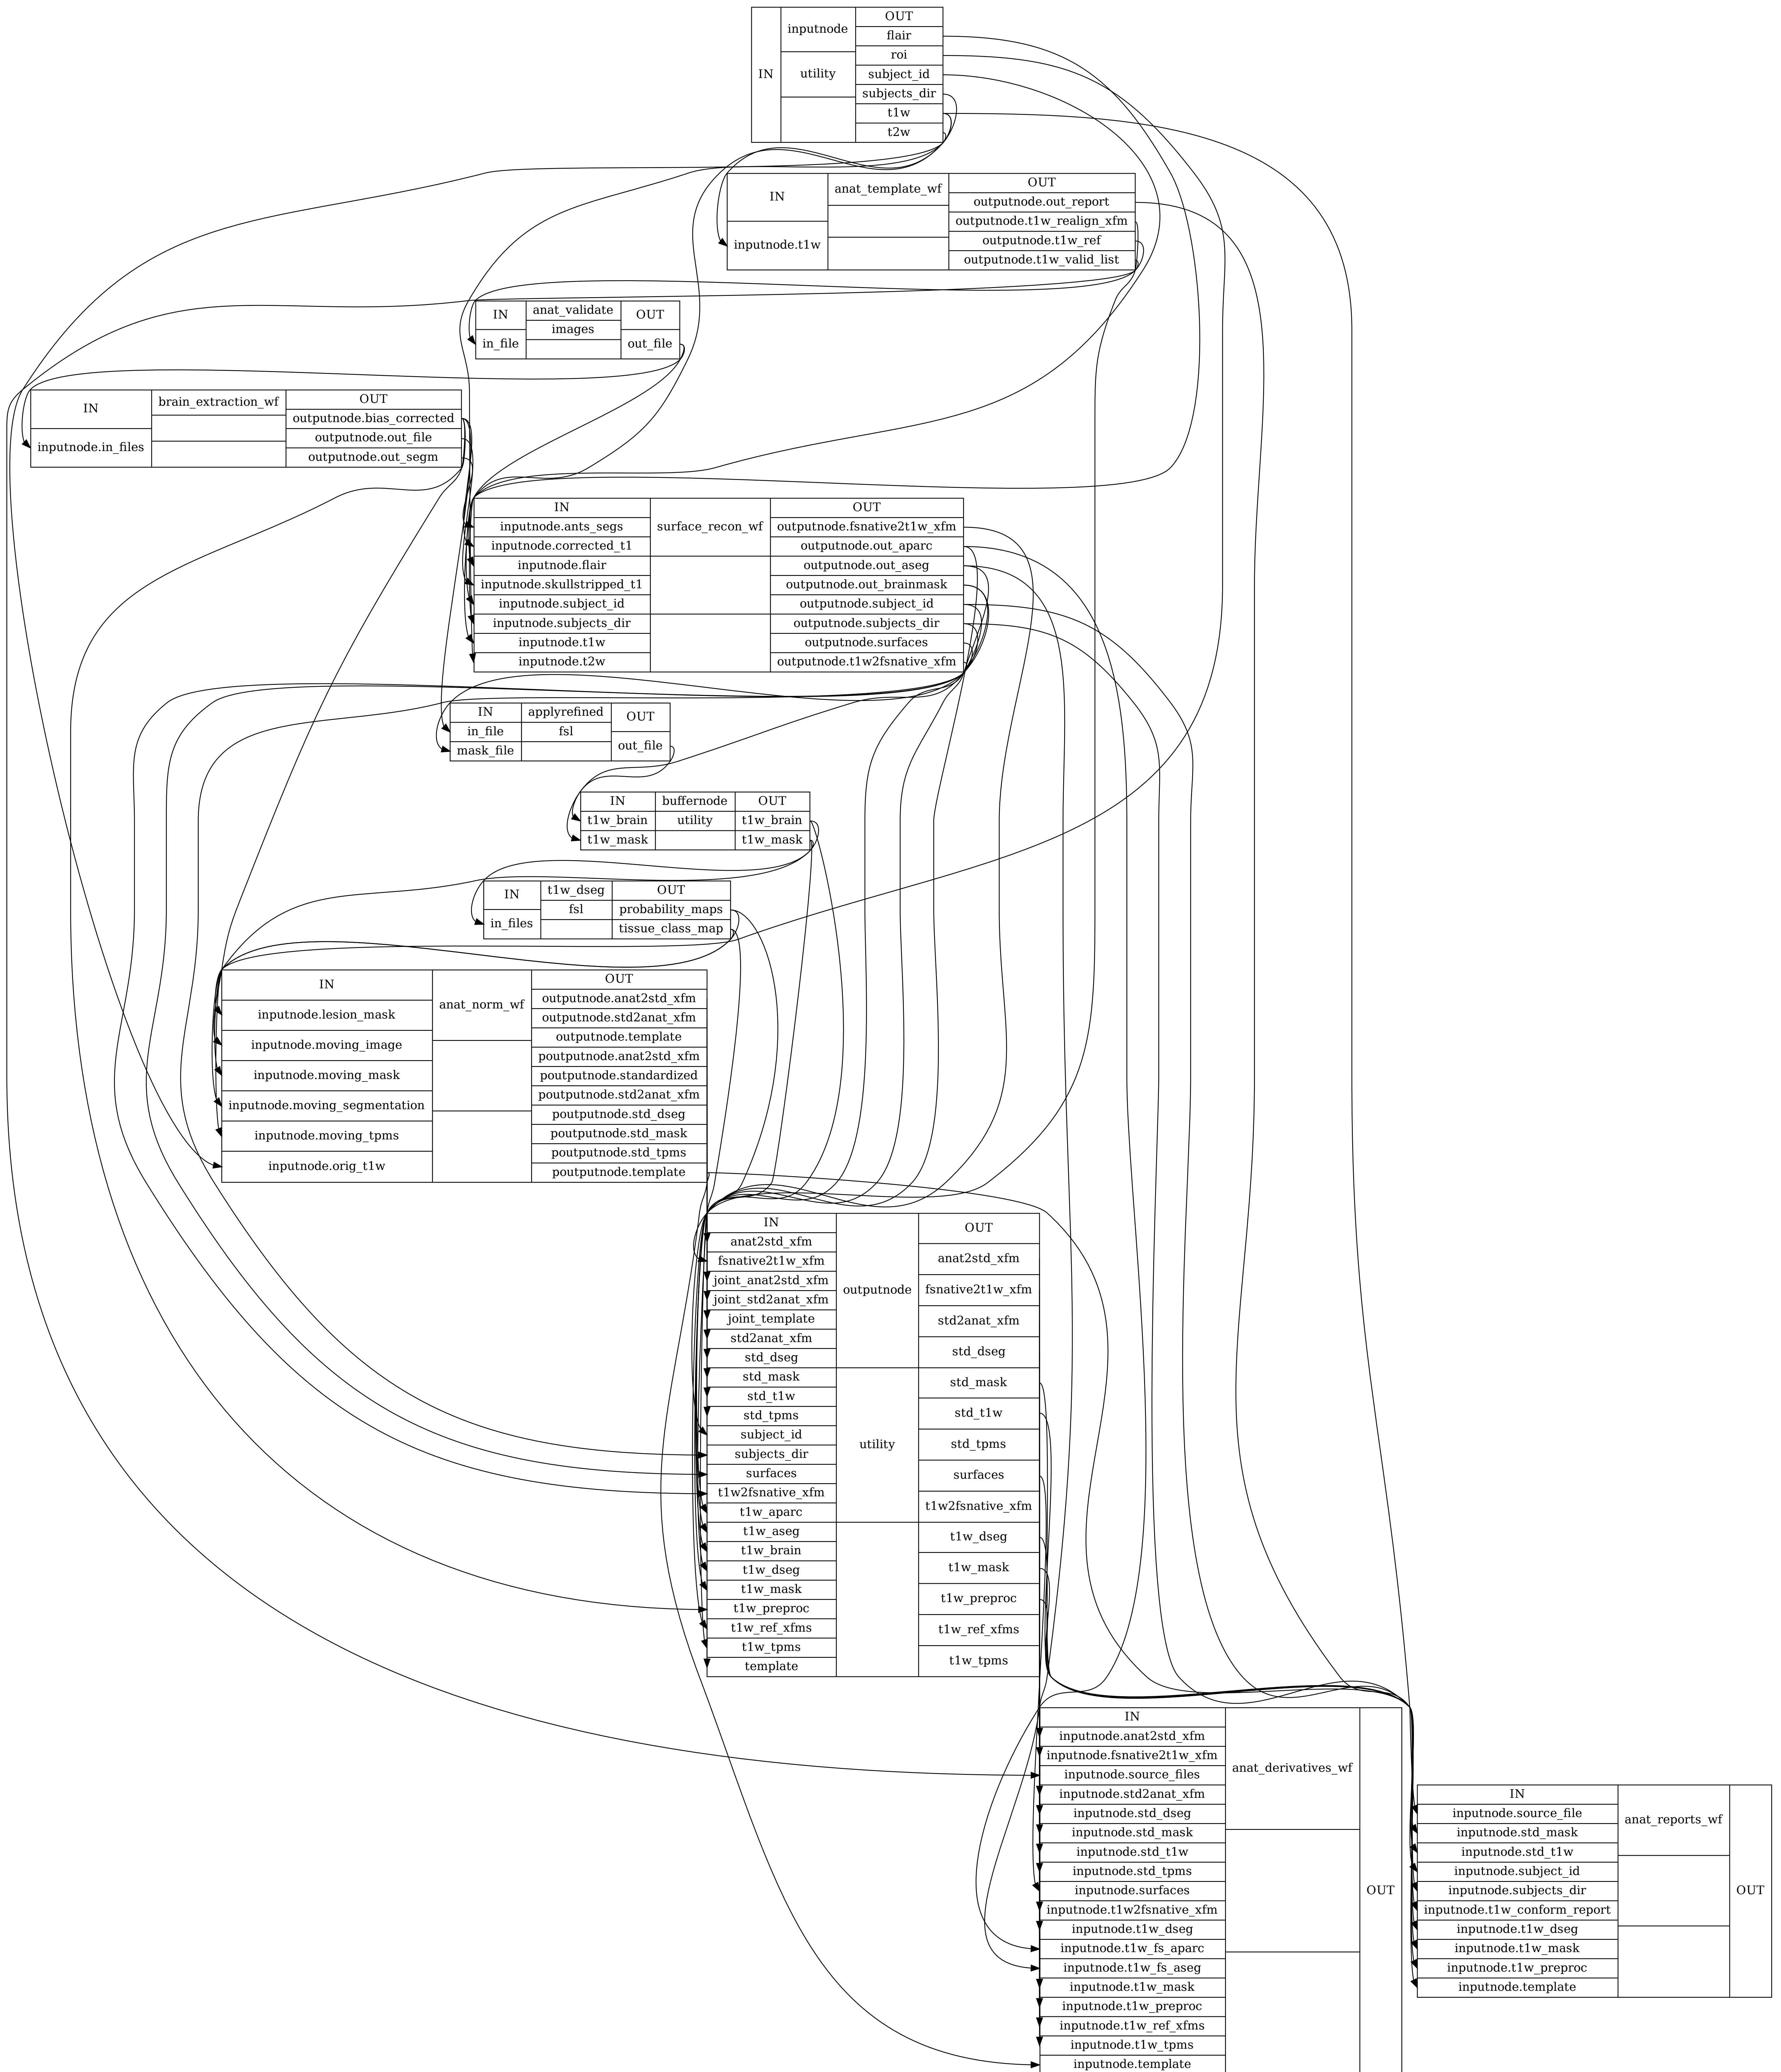 IN
inputnode
utility
OUT
flair
roi
subject_id
subjects_dir
t1w
t2w
IN
inputnode.t1w
anat_template_wf
OUT
outputnode.out_report
outputnode.t1w_realign_xfm
outputnode.t1w_ref
outputnode.t1w_valid_list
IN
in_file
anat_validate
images
OUT
out_file
IN
inputnode.in_files
brain_extraction_wf
OUT
outputnode.bias_corrected
outputnode.out_file
outputnode.out_segm
IN
inputnode.ants_segs
inputnode.corrected_t1
inputnode.flair
inputnode.skullstripped_t1
inputnode.subject_id
inputnode.subjects_dir
inputnode.t1w
inputnode.t2w
surface_recon_wf
OUT
outputnode.fsnative2t1w_xfm
outputnode.out_aparc
outputnode.out_aseg
outputnode.out_brainmask
outputnode.subject_id
outputnode.subjects_dir
outputnode.surfaces
outputnode.t1w2fsnative_xfm
IN
in_file
mask_file
applyrefined
fsl
OUT
out_file
IN
t1w_brain
t1w_mask
buffernode
utility
OUT
t1w_brain
t1w_mask
IN
in_files
t1w_dseg
fsl
OUT
probability_maps
tissue_class_map
IN
inputnode.lesion_mask
inputnode.moving_image
inputnode.moving_mask
inputnode.moving_segmentation
inputnode.moving_tpms
inputnode.orig_t1w
anat_norm_wf
OUT
outputnode.anat2std_xfm
outputnode.std2anat_xfm
outputnode.template
poutputnode.anat2std_xfm
poutputnode.standardized
poutputnode.std2anat_xfm
poutputnode.std_dseg
poutputnode.std_mask
poutputnode.std_tpms
poutputnode.template
IN
anat2std_xfm
fsnative2t1w_xfm
joint_anat2std_xfm
joint_std2anat_xfm
joint_template
std2anat_xfm
std_dseg
std_mask
std_t1w
std_tpms
subject_id
subjects_dir
surfaces
t1w2fsnative_xfm
t1w_aparc
t1w_aseg
t1w_brain
t1w_dseg
t1w_mask
t1w_preproc
t1w_ref_xfms
t1w_tpms
template
outputnode
utility
OUT
anat2std_xfm
fsnative2t1w_xfm
std2anat_xfm
std_dseg
std_mask
std_t1w
std_tpms
surfaces
t1w2fsnative_xfm
t1w_dseg
t1w_mask
t1w_preproc
t1w_ref_xfms
t1w_tpms
IN
inputnode.anat2std_xfm
inputnode.fsnative2t1w_xfm
inputnode.source_files
inputnode.std2anat_xfm
inputnode.std_dseg
inputnode.std_mask
inputnode.std_t1w
inputnode.std_tpms
inputnode.surfaces
inputnode.t1w2fsnative_xfm
inputnode.t1w_dseg
inputnode.t1w_fs_aparc
inputnode.t1w_fs_aseg
inputnode.t1w_mask
inputnode.t1w_preproc
inputnode.t1w_ref_xfms
inputnode.t1w_tpms
inputnode.template
anat_derivatives_wf
OUT
IN
inputnode.source_file
inputnode.std_mask
inputnode.std_t1w
inputnode.subject_id
inputnode.subjects_dir
inputnode.t1w_conform_report
inputnode.t1w_dseg
inputnode.t1w_mask
inputnode.t1w_preproc
inputnode.template
anat_reports_wf
OUT